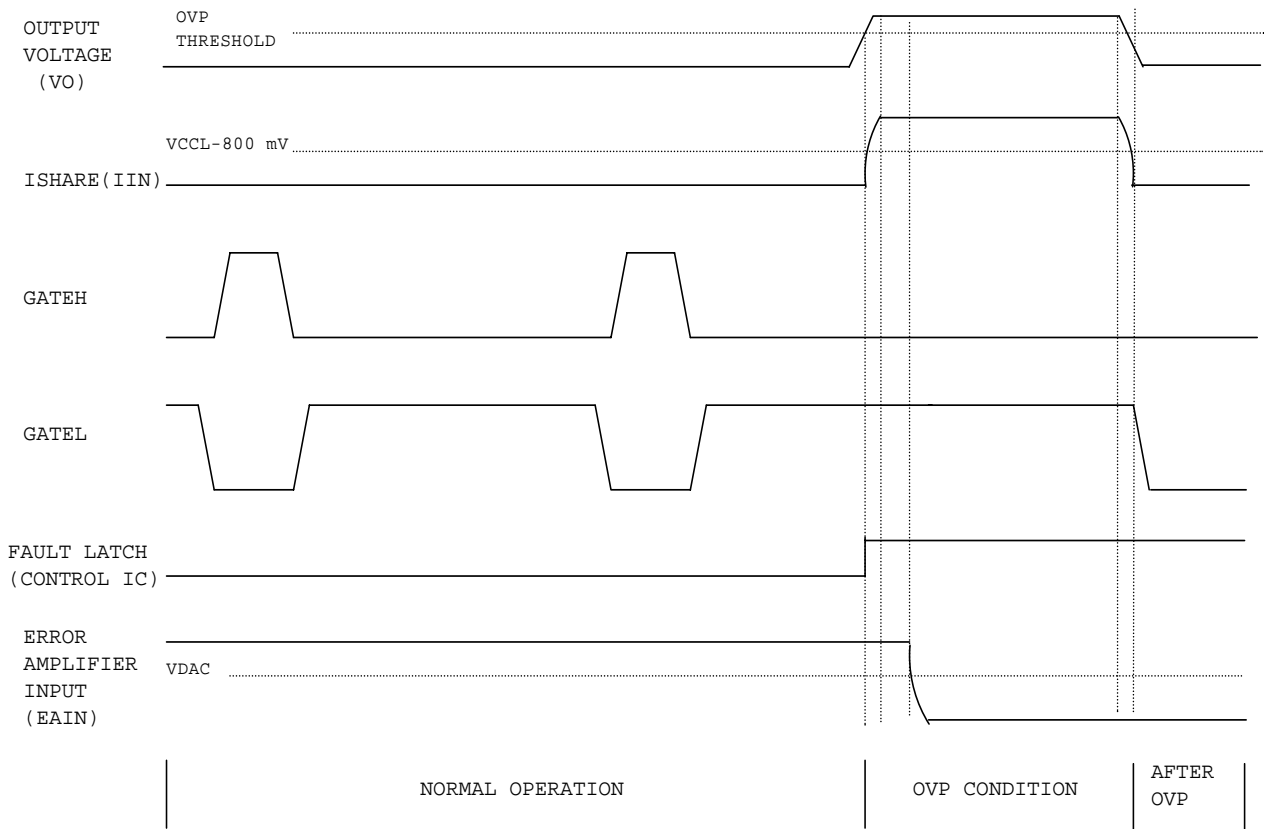 OUTPUT
VOLTAGE
(VO)
OVP
THRESHOLD
VCCL-800 mV
ISHARE(IIN)
GATEH
GATEL
FAULT LATCH
(CONTROL IC)
ERROR
AMPLIFIER
INPUT
(EAIN)
VDAC
NORMAL OPERATION
OVP CONDITION
AFTER
OVP